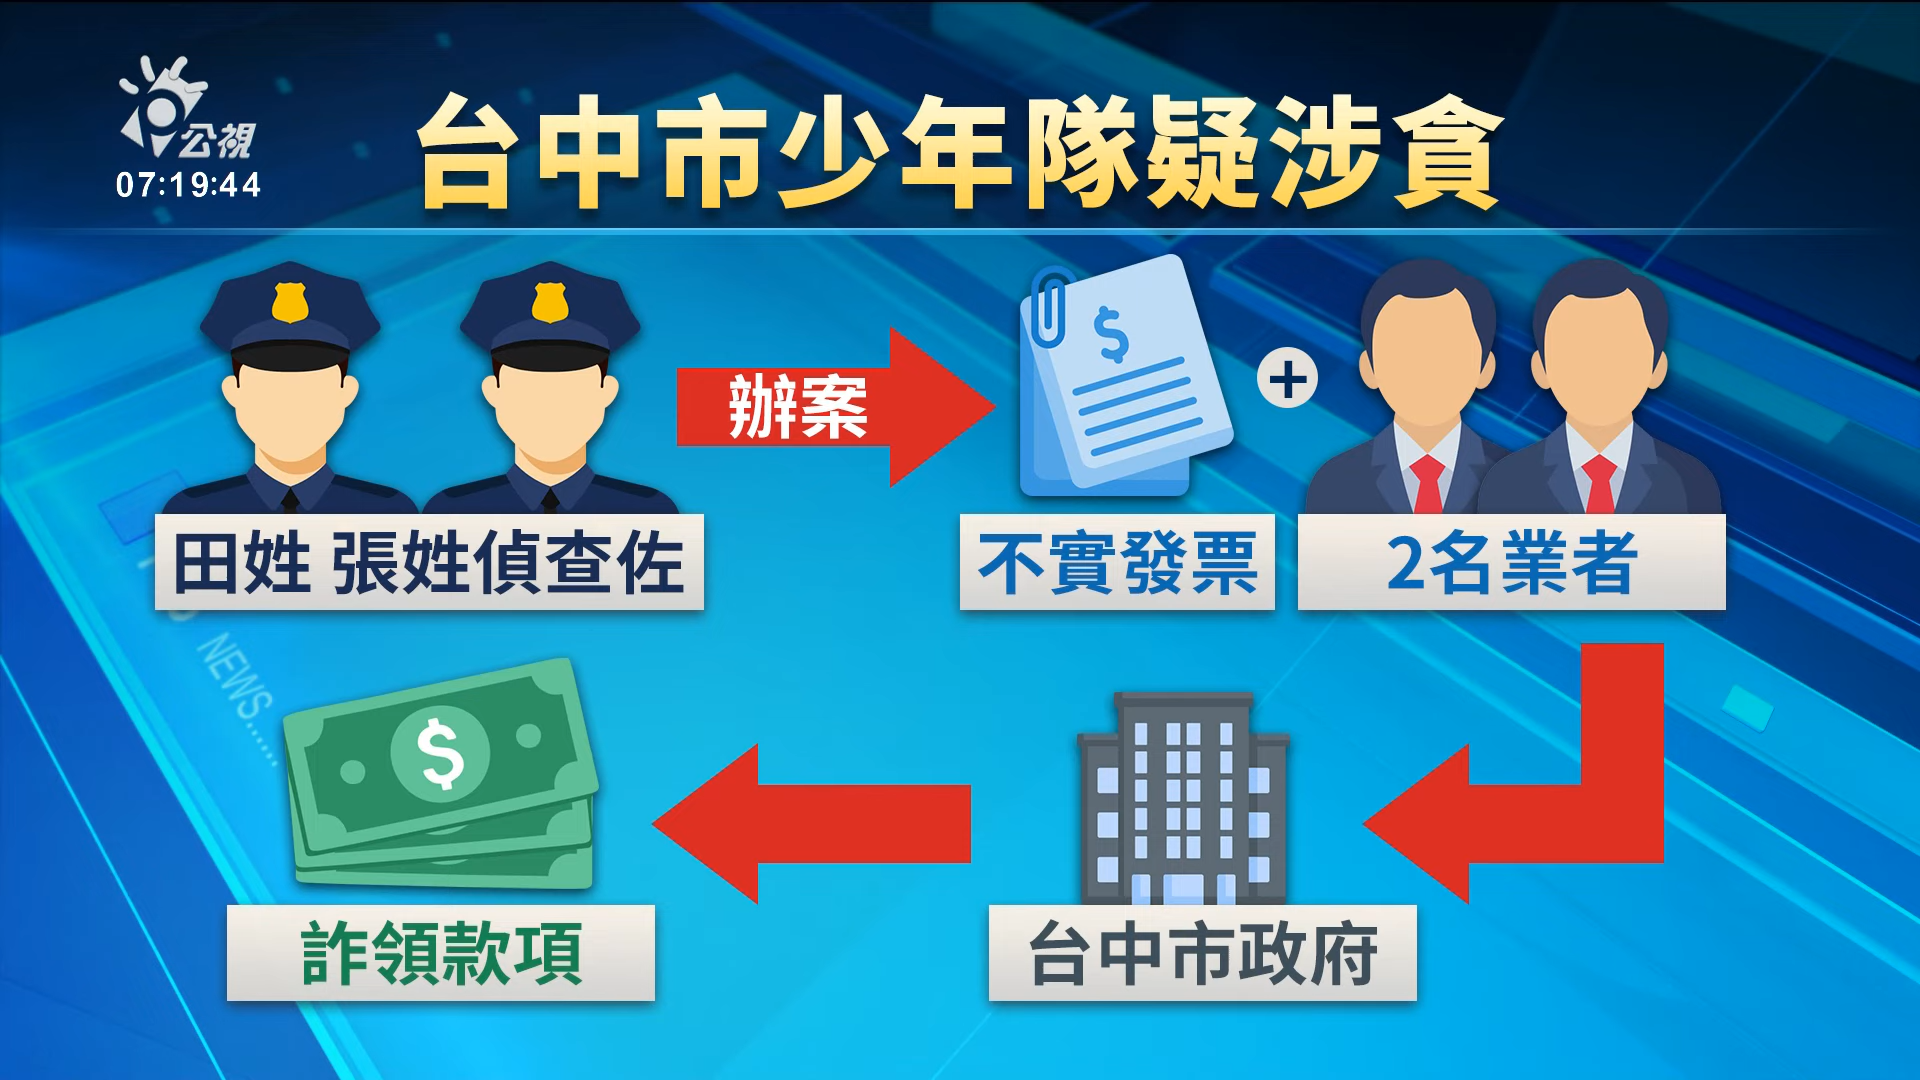 公視
07:19:44
台中市少年隊疑涉貪
辦案
$
+
田姓 張姓偵查佐
不實發票
2名業者
NEWS......
$
詐領款項
台中市政府